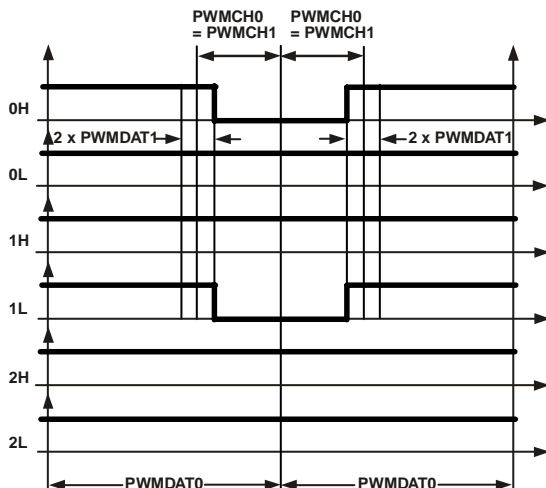 PWMCH0 PWMCH0
= PWMCH1 = PWMCH1
0H
2 x PWMDAT1 2 x PWMDAT1
0L
1H
1L
2H
2L
PWMDAT0 PWMDAT0